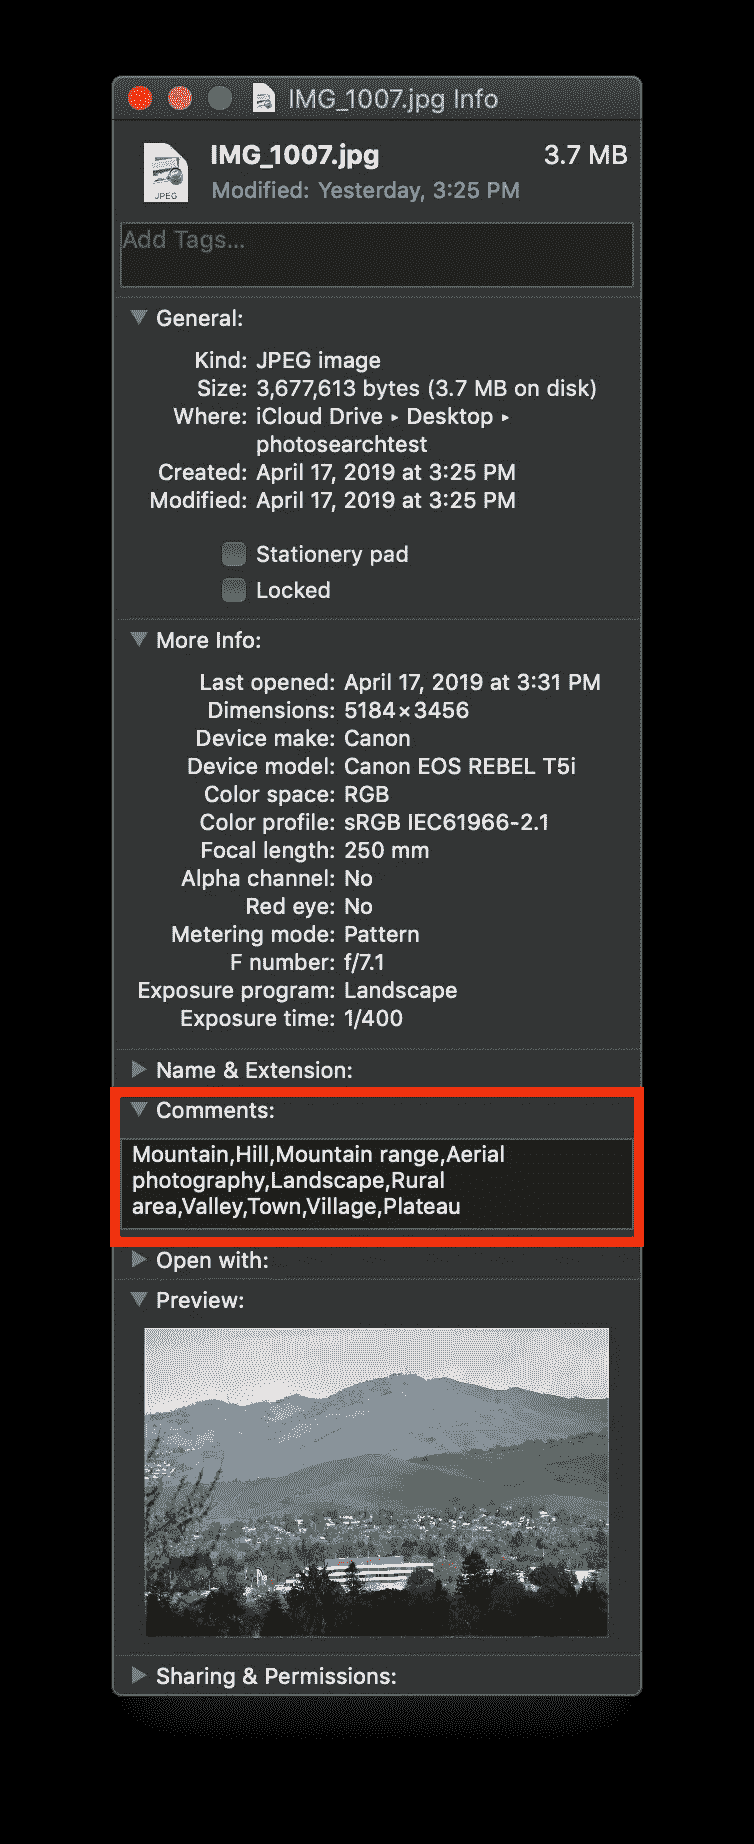 IMG_1007.jpg Info
JPEG
IMG_1007.jpg 3.7 MB
Modified: Yesterday, 3:25 PM
Add Tags...
General:
Kind: JPEG image
Size: 3,677,613 bytes (3.7 MB on disk)
Where: iCloud Drive ▸ Desktop ▸
photosearchtest
Created: April 17, 2019 at 3:25 PM
Modified: April 17, 2019 at 3:25 PM
Stationery pad
Locked
More Info:
Last opened: April 17, 2019 at 3:31 PM
Dimensions: 5184×3456
Device make: Canon
Device model: Canon EOS REBEL T5i
Color space: RGB
Color profile: sRGB IEC61966-2.1
Focal length: 250 mm
Alpha channel: No
Red eye: No
Metering mode: Pattern
F number: f/7.1
Exposure program: Landscape
Exposure time: 1/400
Name & Extension:
Comments:
Mountain,Hill,Mountain range,Aerial
photography,Landscape,Rural
area,Valley,Town,Village,Plateau
Open with:
Preview:
Sharing & Permissions: